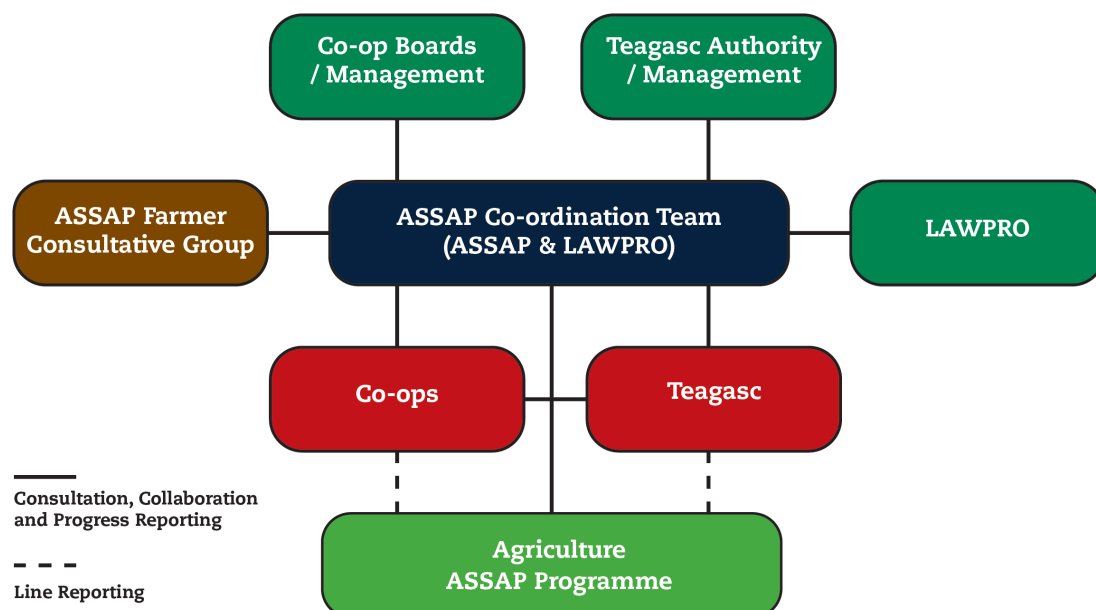 Co-op Boards
/ Management
Teagasc Authority
/ Management
ASSAP Farmer
Consultative Group
ASSAP Co-ordination Team
(ASSAP & LAWPRO)
LAWPRO
Co-ops
Teagasc
Consultation, Collaboration
and Progress Reporting
Line Reporting
Agriculture
ASSAP Programme